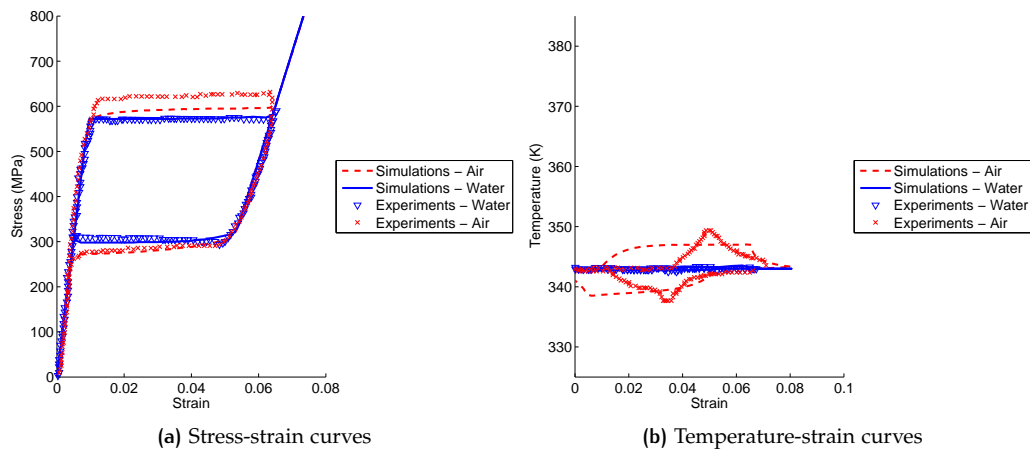 800
700
600
500
400
300
200
100
0
Stress (MPa)
0 0.02 0.04 0.06 0.08
Strain
Simulations − Air
Simulations − Water
Experiments − Water
Experiments − Air
(a) Stress-strain curves
380
370
360
350
340
330
Temperature (K)
0 0.02 0.04 0.06 0.08 0.1
Strain
Simulations − Air
Simulations − Water
Experiments − Water
Experiments − Air
(b) Temperature-strain curves